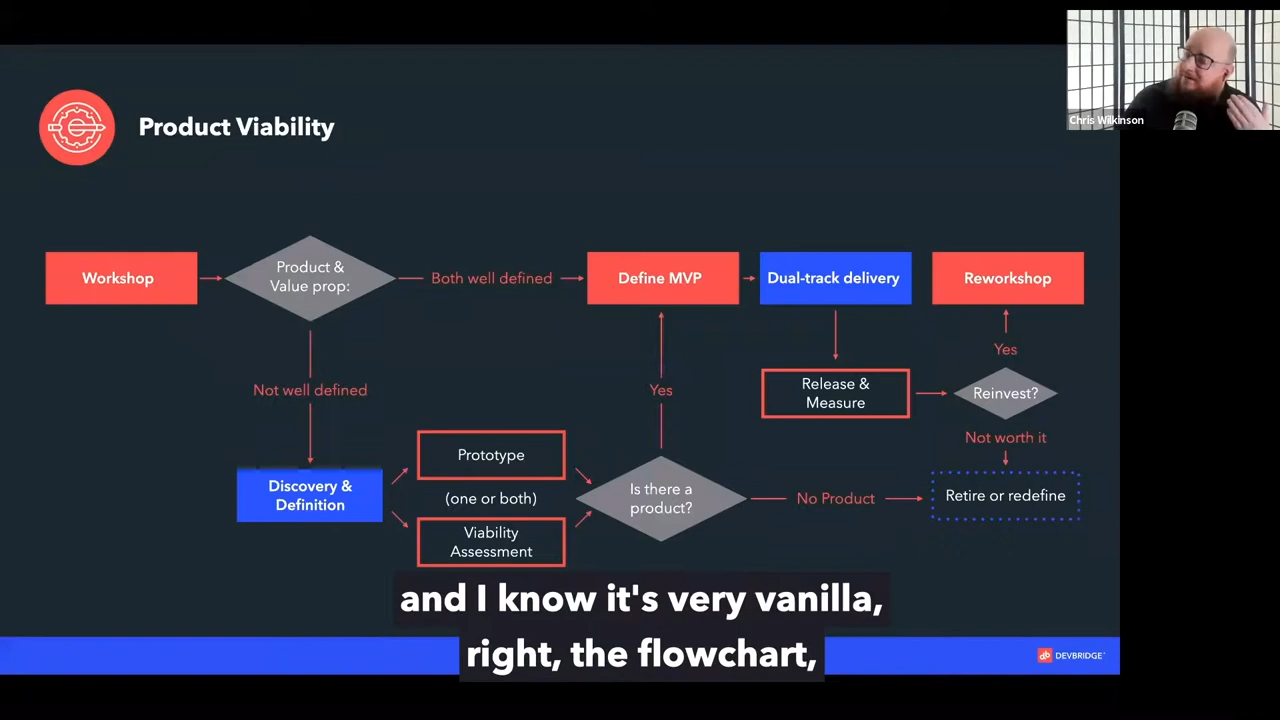 Chris Wilkinson
Product Viability
Workshop
Product &
Value prop:
Both well defined
Define MVP
Dual-track delivery
Reworkshop
Not well defined
Yes
Release &
Measure
Yes
Reinvest?
Not worth it
Discovery &
Definition
Prototype
(one or both)
Viability
Assessment
Is there a
product?
No Product
Retire or redefine
and I know it's very vanilla,
right, the flowchart,
db DEVBRIDGE